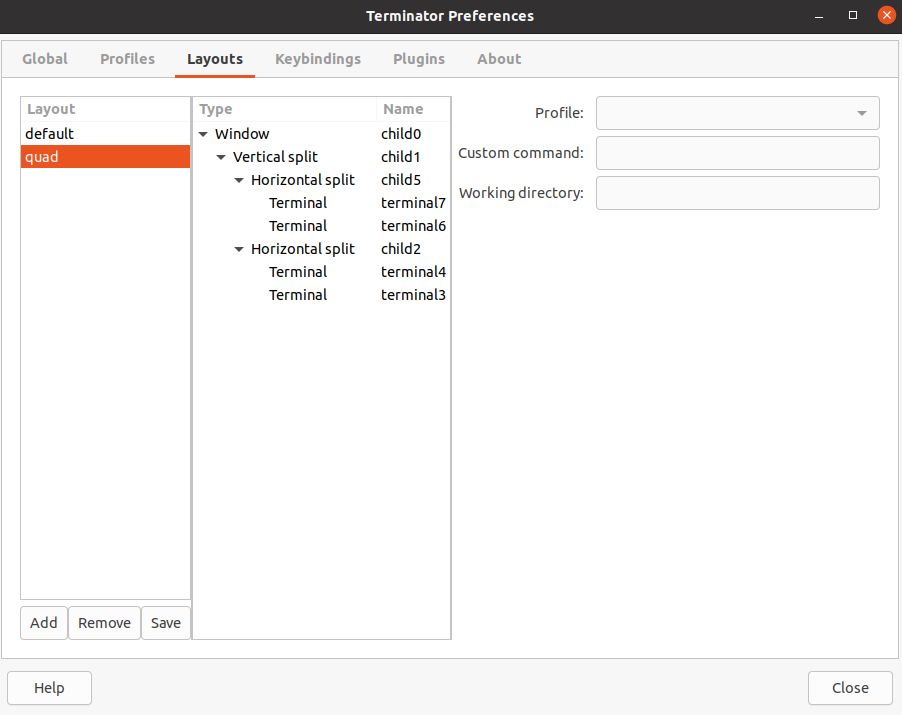 Terminator Preferences
Global Profiles Layouts Keybindings Plugins About
Layout
default
quad
Type Name
Window child0
Vertical split child1
Horizontal split child5
Terminal terminal7
Terminal terminal6
Horizontal split child2
Terminal terminal4
Terminal terminal3
Profile:
Custom command:
Working directory:
Add Remove Save
Help Close